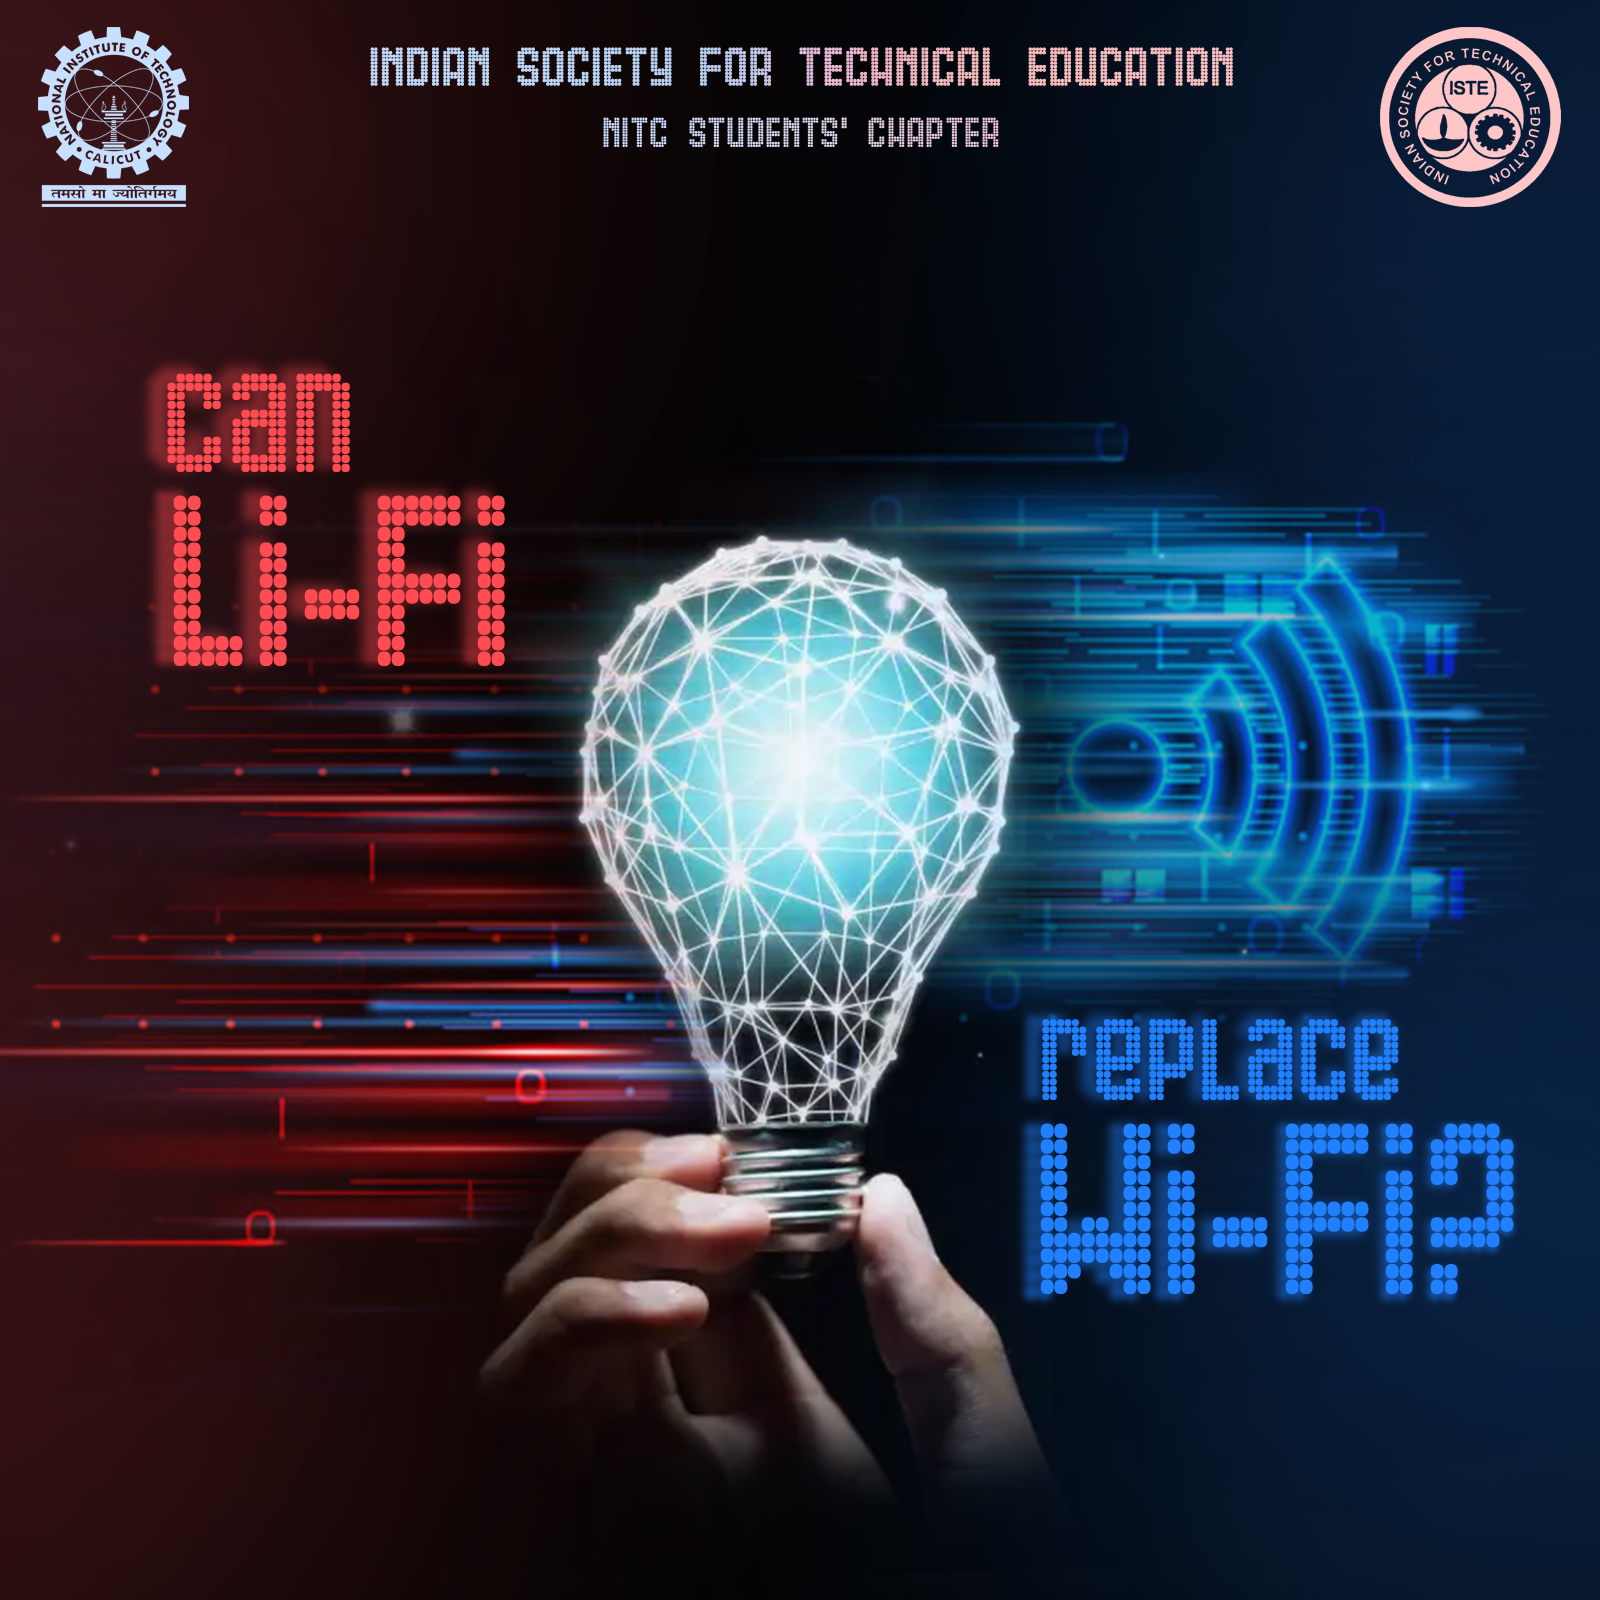 NATIONAL INSTITUTE OF TECHNOLOGY
• CALICUT •
तमसो मा ज्योतिर्गमय
INDIAN SOCIETY FOR TECHNICAL EDUCATION
NITC STUDENTS' CHAPTER
INDIAN SOCIETY FOR TECHNICAL EDUCATION
ISTE
can
Li-Fi
replace
Wi-Fi?